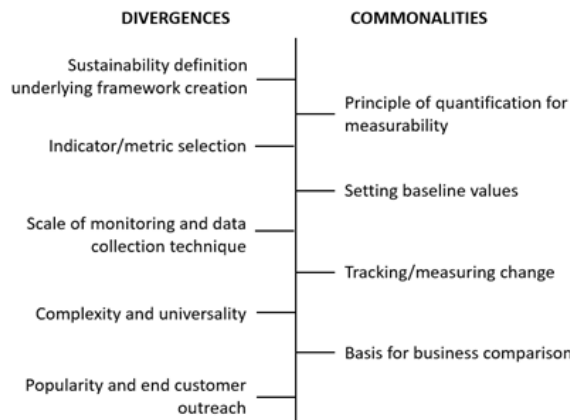 DIVERGENCES
COMMONALITIES
Sustainability definition
underlying framework creation
Principle of quantification for
measurability
Indicator/metric selection
Setting baseline values
Scale of monitoring and data
collection technique
Tracking/measuring change
Complexity and universality
Basis for business comparison
Popularity and end customer
outreach